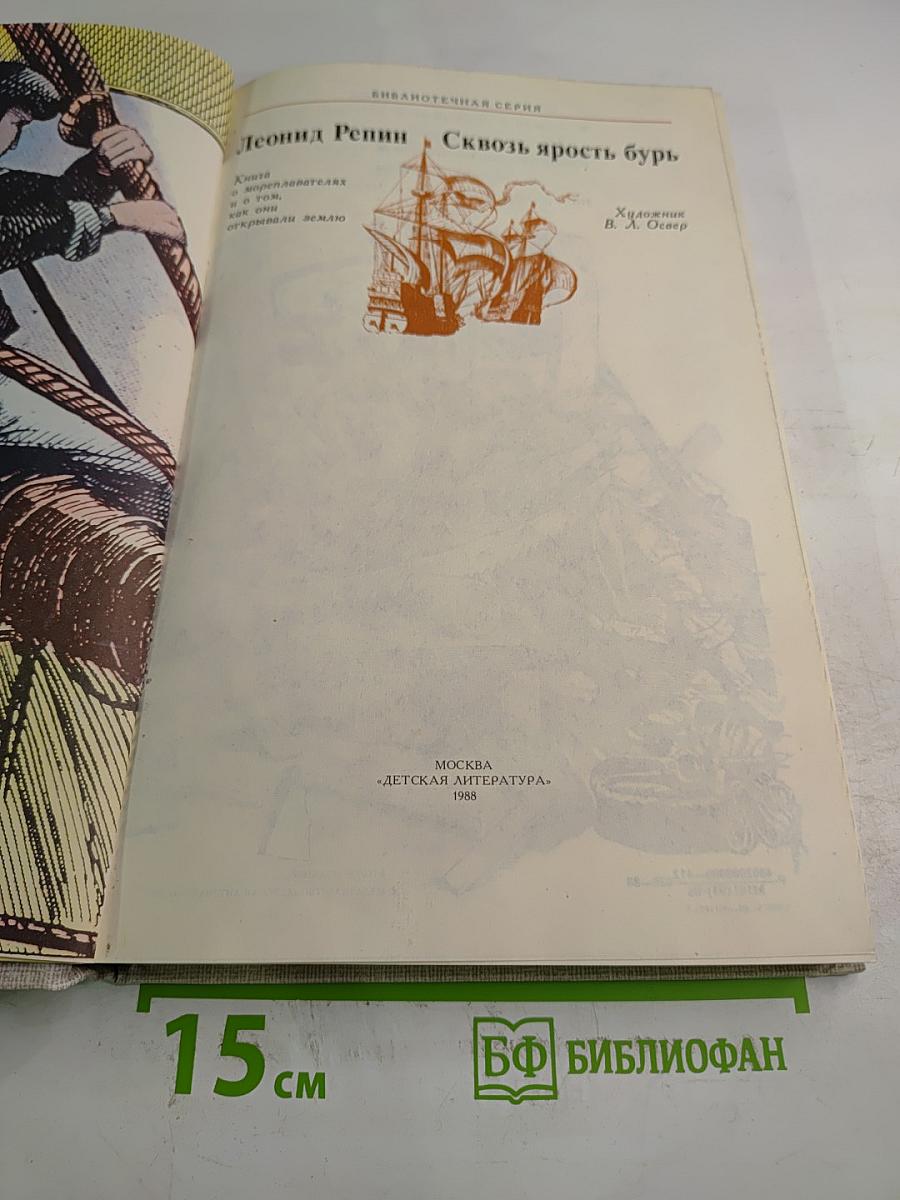 БИБЛИОТЕЧНАЯ СЕРИЯ
Леонид Репин Сквозь ярость бурь
Книга
о мореплавателях
и о том,
как они
открывали землю
Художник
В. Л. Освер
МОСКВА
«ДЕТСКАЯ ЛИТЕРАТУРА»
1988
15 см
БФ БИБЛИОФАН